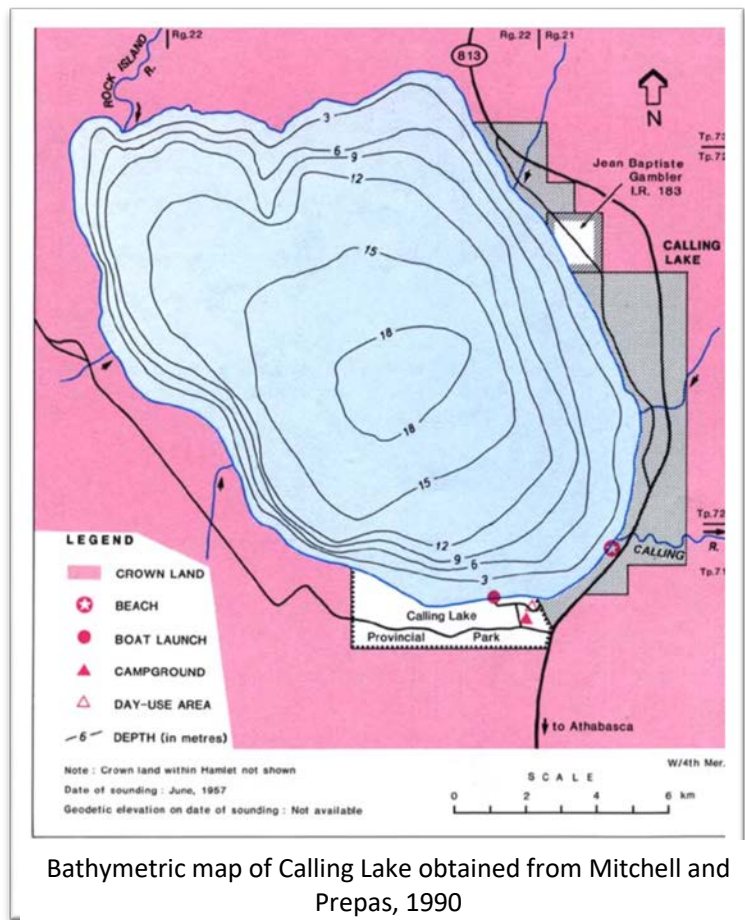 Rg.22
Rg.22 Rg.21
813
ROCK ISLAND
R.
N
Tp.73
Tp.72
Jean Baptiste
Gambler
I.R. 183
CALLING
LAKE
3
6
9
12
15
18
18
15
12
9
6
3
Tp.72
CALLING R.
Tp.71
LEGEND
CROWN LAND
BEACH
BOAT LAUNCH
CAMPGROUND
DAY-USE AREA
6 DEPTH (in metres)
Calling Lake
Provincial Park
to Athabasca
W/4th Mer.
Note : Crown land within Hamlet not shown
Date of sounding : June, 1957
Geodetic elevation on date of sounding : Not available
SCALE
0 2 4 6 km
Bathymetric map of Calling Lake obtained from Mitchell and
Prepas, 1990